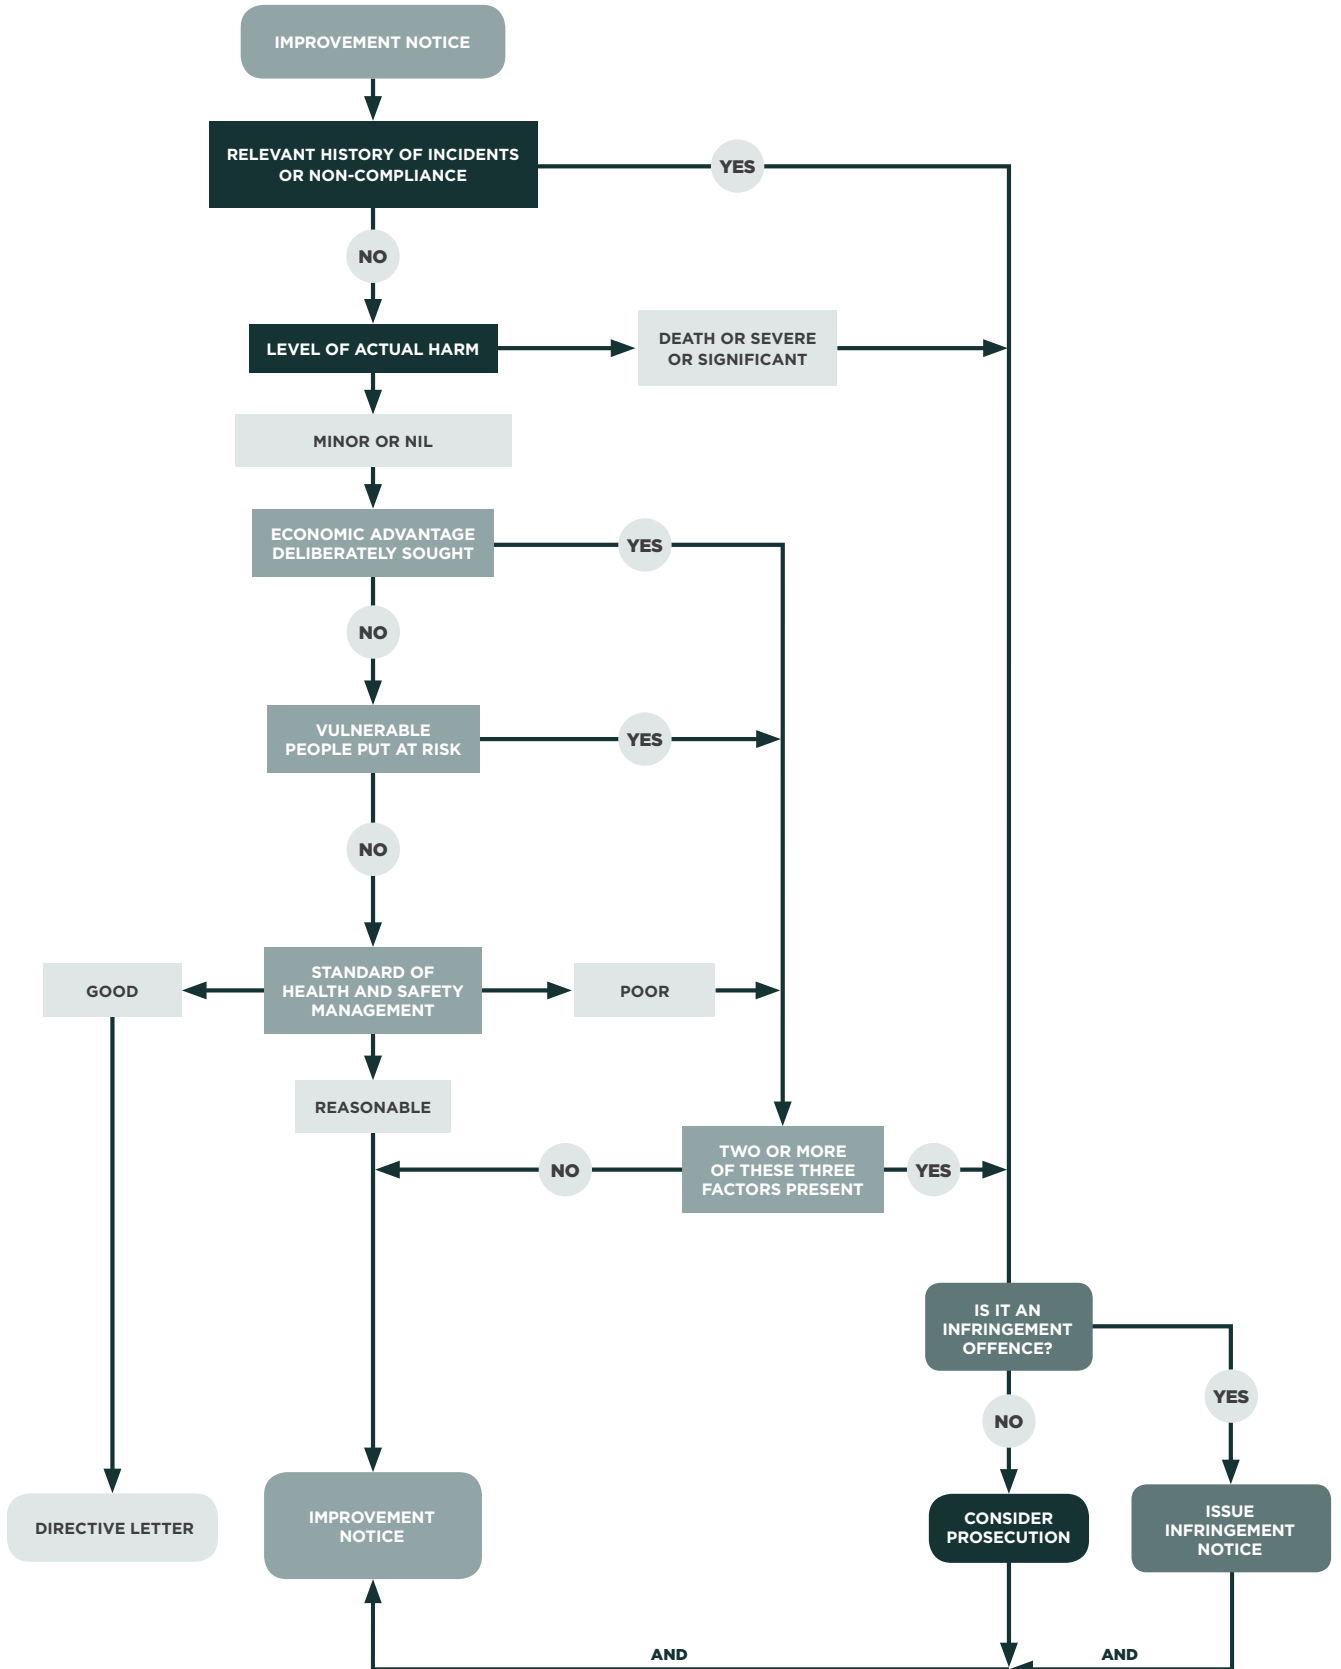 IMPROVEMENT NOTICE
RELEVANT HISTORY OF INCIDENTS
OR NON-COMPLIANCE
YES
NO
LEVEL OF ACTUAL HARM
DEATH OR SEVERE
OR SIGNIFICANT
MINOR OR NIL
ECONOMIC ADVANTAGE
DELIBERATELY SOUGHT
YES
NO
VULNERABLE
PEOPLE PUT AT RISK
YES
NO
GOOD
STANDARD OF
HEALTH AND SAFETY
MANAGEMENT
POOR
REASONABLE
NO
TWO OR MORE
OF THESE THREE
FACTORS PRESENT
YES
IS IT AN
INFRINGEMENT
OFFENCE?
YES
NO
DIRECTIVE LETTER
IMPROVEMENT
NOTICE
CONSIDER
PROSECUTION
ISSUE
INFRINGEMENT
NOTICE
AND
AND